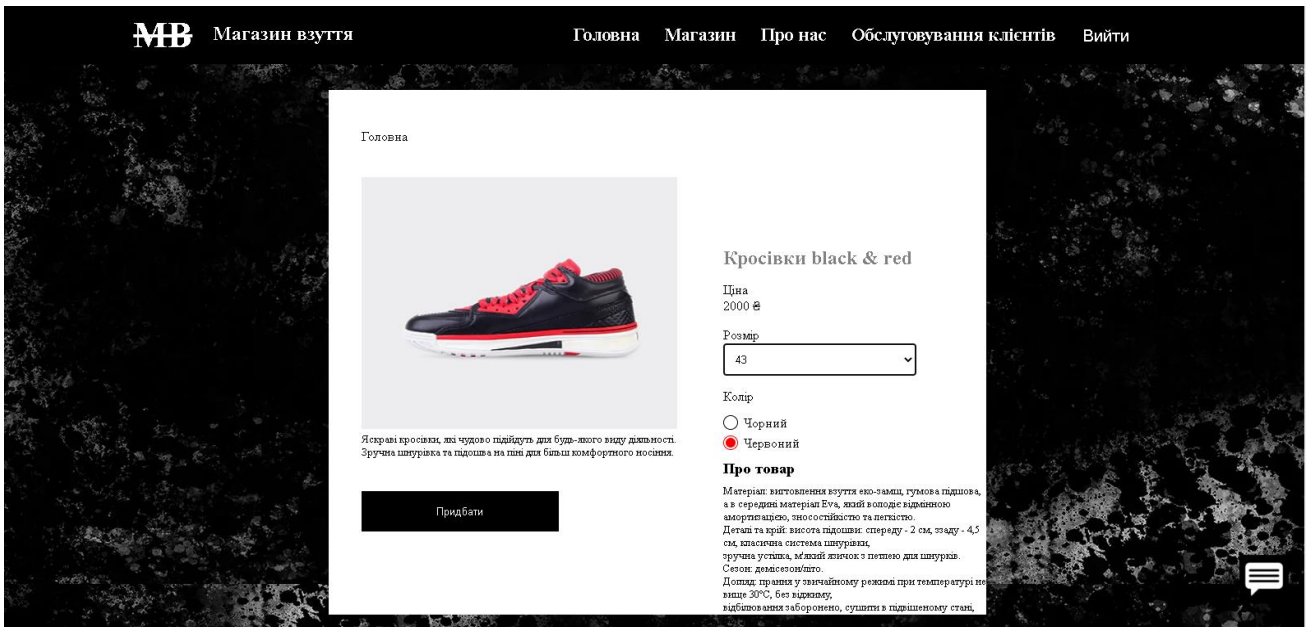 МВ Магазин взуття Головна Магазин Про нас Обслуговування клієнтів Вийти
Головна
Яскраві кросівки, які чудово підійдуть для будь-якого виду діяльності.
Зручна шнурівка та підошва на піні для більш комфортного носіння.
Придбати
Кросівки black & red
Ціна
2000 ₴
Розмір
43
Колір
Чорний
Червоний
Про товар
Матеріал: виготовлення взуття еко-замш, гумова підшова,
а в середині матеріал Eva, який володіє відмінною
амортизацією, зносостійкістю та легкістю.
Деталі та крій: висота підошви: спереду - 2 см, ззаду - 4,5
см, класична система шнурівки,
зручна устілка, м'який язичок з петлею для шнурків.
Сезон: демісезон/літо.
Догляд: прання у звичайному режимі при температурі не
вище 30°C, без віджиму,
відбілювання заборонено, сушити в підвішеному стані,